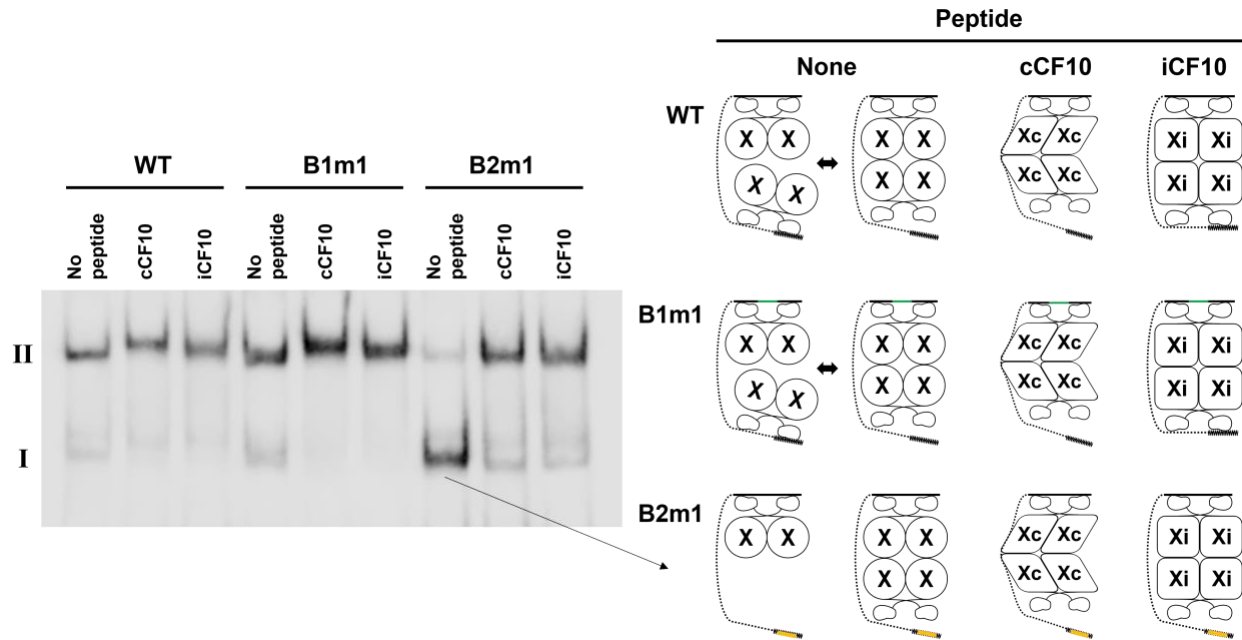 Peptide
None cCF10 iCF10
WT
X X Xc Xc Xi Xi
X X
X X Xc Xc Xi Xi
X X
WT B1m1 B2m1
No peptide
cCF10
iCF10
No peptide
cCF10
iCF10
No peptide
cCF10
iCF10
II
I
B1m1
X X X X Xc Xc Xi Xi
X X X X Xc Xc Xi Xi
B2m1
X X X X Xc Xc Xi Xi
X X Xc Xc Xi Xi